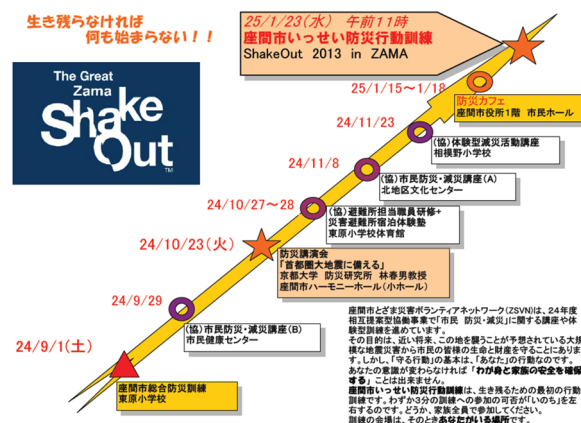 生き残らなければ
何も始まらない！！
25/1/23(水) 午前11時
座間市いっせい防災行動訓練
ShakeOut 2013 in ZAMA
The Great
Zama
Shake
Out
TM
25/1/15～1/18
防災カフェ
座間市役所1階 市民ホール
24/11/23
(協)体験型減災活動講座
相模野小学校
24/11/8
(協)市民防災・減災講座(A)
北地区文化センター
24/10/27～28
(協)避難所担当職員研修+
災害避難所宿泊体験塾
東原小学校体育館
24/10/23(火)
防災講演会
「首都圏大地震に備える」
京都大学 防災研究所 林春男教授
座間市ハーモニーホール(小ホール)
24/9/29
(協)市民防災・減災講座(B)
市民健康センター
24/9/1(土)
座間市総合防災訓練
東原小学校
座間市とざま災害ボランティアネットワーク(ZSVN)は、24年度
相互提案型協働事業で「市民 防災・減災」に関する講座や体
験型訓練を進めています。
その目的は、近い将来、この地を襲うことが予想されている大規
模な地震災害から市民の皆様の生命と財産を守ることにありま
す。しかし、「守る行動」の基本は、「あなた」の行動なのです。
あなたの意識が変わらなければ「わが身と家族の安全を確保
する」ことは出来ません。
座間市いっせい防災行動訓練は、生き残るための最初の行動
訓練です。わずか3分の訓練への参加の可否が「いのち」を左
右するのです。どうか、家族全員で参加してください。
訓練の会場は、そのときあなたがいる場所です。